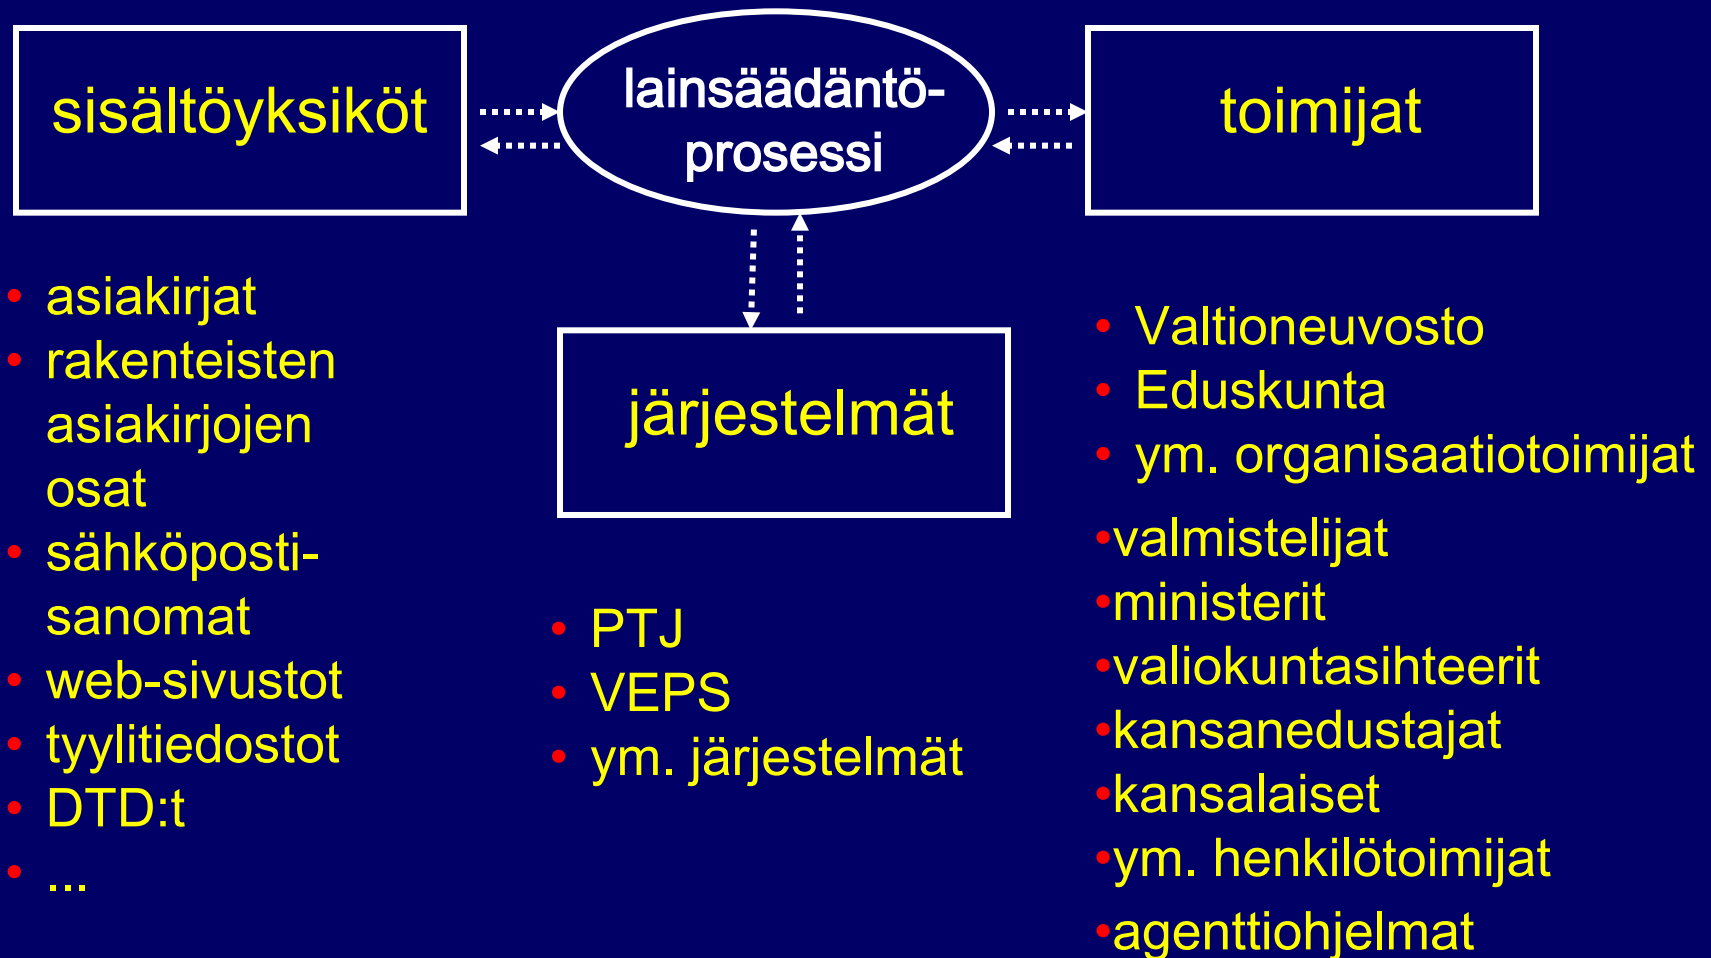 sisältöyksiköt
lainsäädäntö-
prosessi
toimijat
• asiakirjat
• rakenteisten
asiakirjojen
osat
• sähköposti-
sanomat
• web-sivustot
• tyylitiedostot
• DTD:t
• ...
järjestelmät
• PTJ
• VEPS
• ym. järjestelmät
• Valtioneuvosto
• Eduskunta
• ym. organisaatiotoimijat
•valmistelijat
•ministerit
•valiokuntasihteerit
•kansanedustajat
•kansalaiset
•ym. henkilötoimijat
•agenttiohjelmat